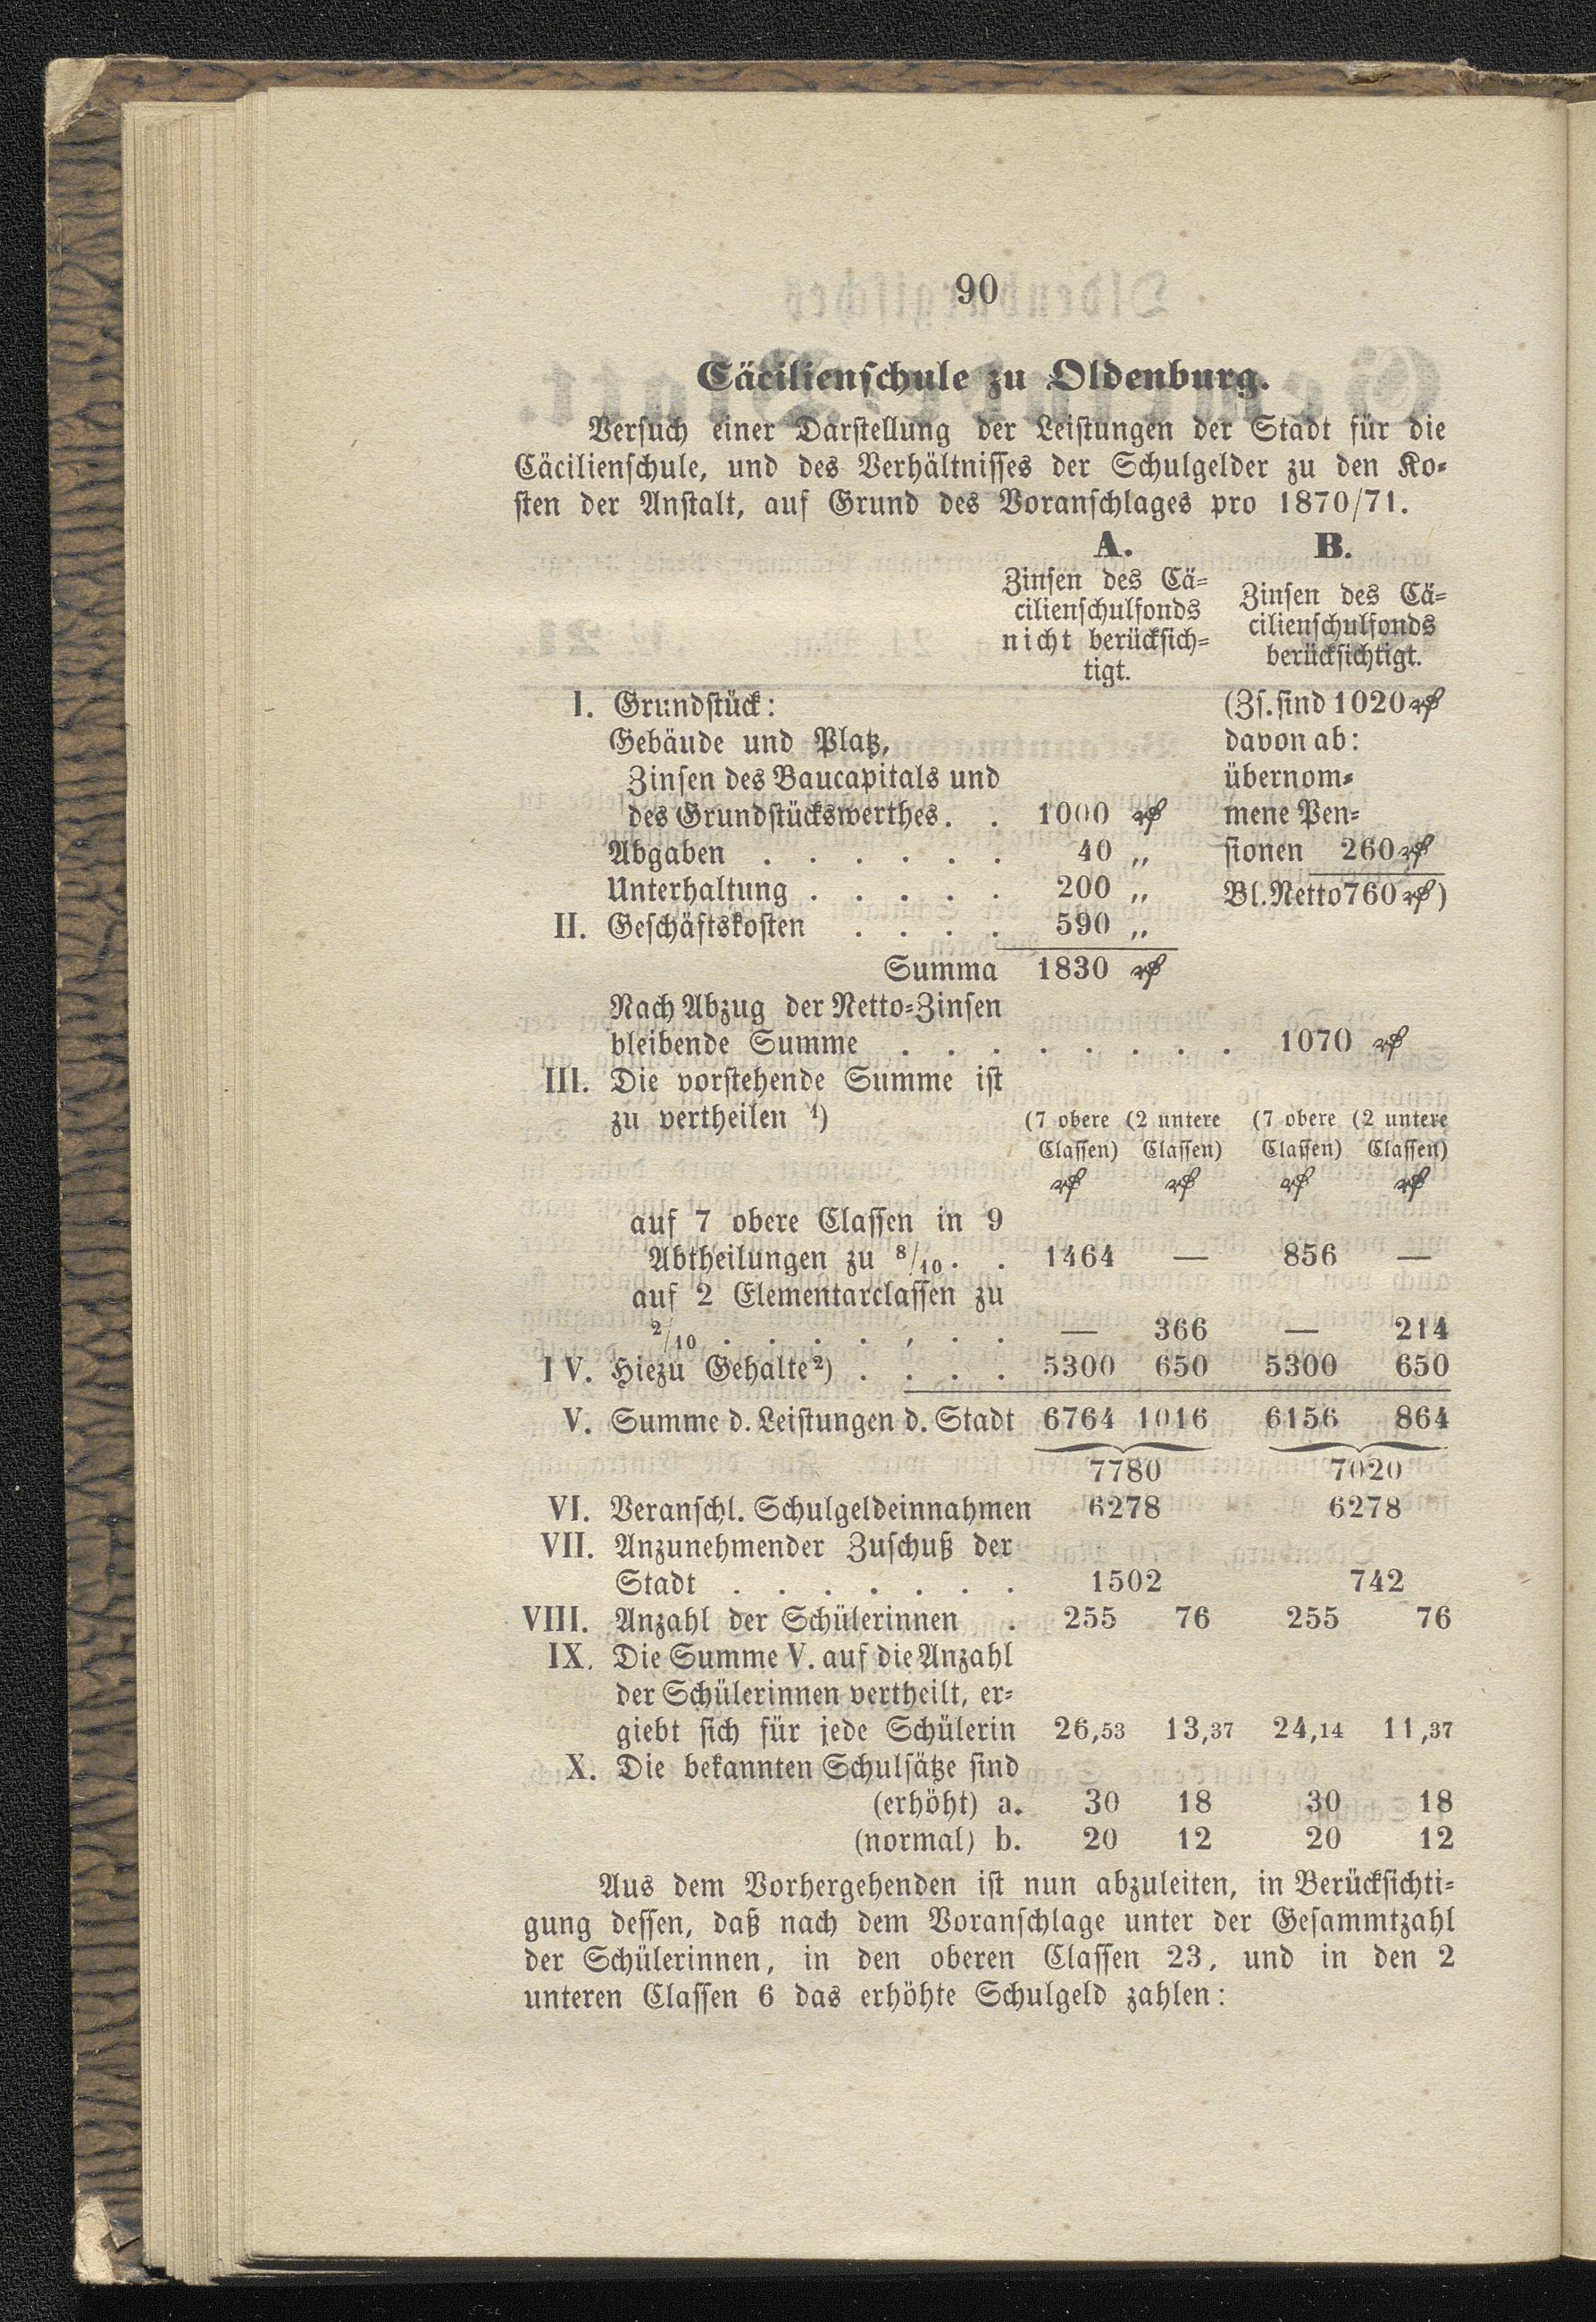 90
Cäcilienschule zu Oldenburg.
Versuch einer Darstellung der Leistungen der Stadt für die
Cäcilienschule, und des Verhältnisses der Schulgelder zu den Ko-
sten der Anstalt, auf Grund des Voranschlages pro 1870/71.
A. B.
Zinsen des Cä-
cilienschulfonds
nicht berücksich-
tigt.
Zinsen des Cä-
cilienschulfonds
berücksichtigt.
I. Grundstück: (Zs. sind 1020 ₰
Gebäude und Platz, davon ab:
Zinsen des Baucapitals und übernom-
des Grundstückswerthes. . 1000 ₰ mene Pen-
Abgaben . . . . . . 40 „ sionen 260 ₰
Unterhaltung . . . . . 200 „ Bl. Netto 760 ₰)
II. Geschäftskosten . . . . 590 „
Summa 1830 ₰
Nach Abzug der Netto-Zinsen
bleibende Summe . . . . . . . . 1070 ₰
III. Die vorstehende Summe ist
zu vertheilen 1) (7 obere (2 untere (7 obere (2 untere
Classen) Classen) Classen) Classen)
₰ ₰ ₰ ₰
auf 7 obere Classen in 9
Abtheilungen zu 8/10 . . 1464 — 856 —
auf 2 Elementarclassen zu
2/10 . . . . . . . — 366 — 214
IV. Hiezu Gehalte 2) . . . . 5300 650 5300 650
V. Summe d. Leistungen d. Stadt 6764 1016 6156 864
7780 7020
VI. Veranschl. Schulgeldeinnahmen 6278 6278
VII. Anzunehmender Zuschuß der
Stadt . . . . . . . 1502 742
VIII. Anzahl der Schülerinnen . 255 76 255 76
IX. Die Summe V. auf die Anzahl
der Schülerinnen vertheilt, er-
giebt sich für jede Schülerin 26,53 13,37 24,14 11,37
X. Die bekannten Schulsätze sind
(erhöht) a. 30 18 30 18
(normal) b. 20 12 20 12
Aus dem Vorhergehenden ist nun abzuleiten, in Berücksichti-
gung dessen, daß nach dem Voranschlage unter der Gesammtzahl
der Schülerinnen, in den oberen Classen 23, und in den 2
unteren Classen 6 das erhöhte Schulgeld zahlen: